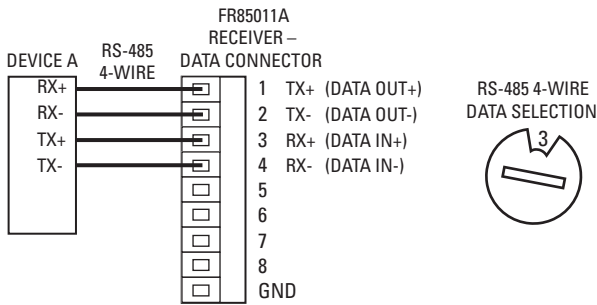 FR85011A
RECEIVER –
DATA CONNECTOR
DEVICE A
RS-485
4-WIRE
RX+
RX-
TX+
TX-
1 TX+ (DATA OUT+)
2 TX- (DATA OUT-)
3 RX+ (DATA IN+)
4 RX- (DATA IN-)
5
6
7
8
GND
RS-485 4-WIRE
DATA SELECTION
3